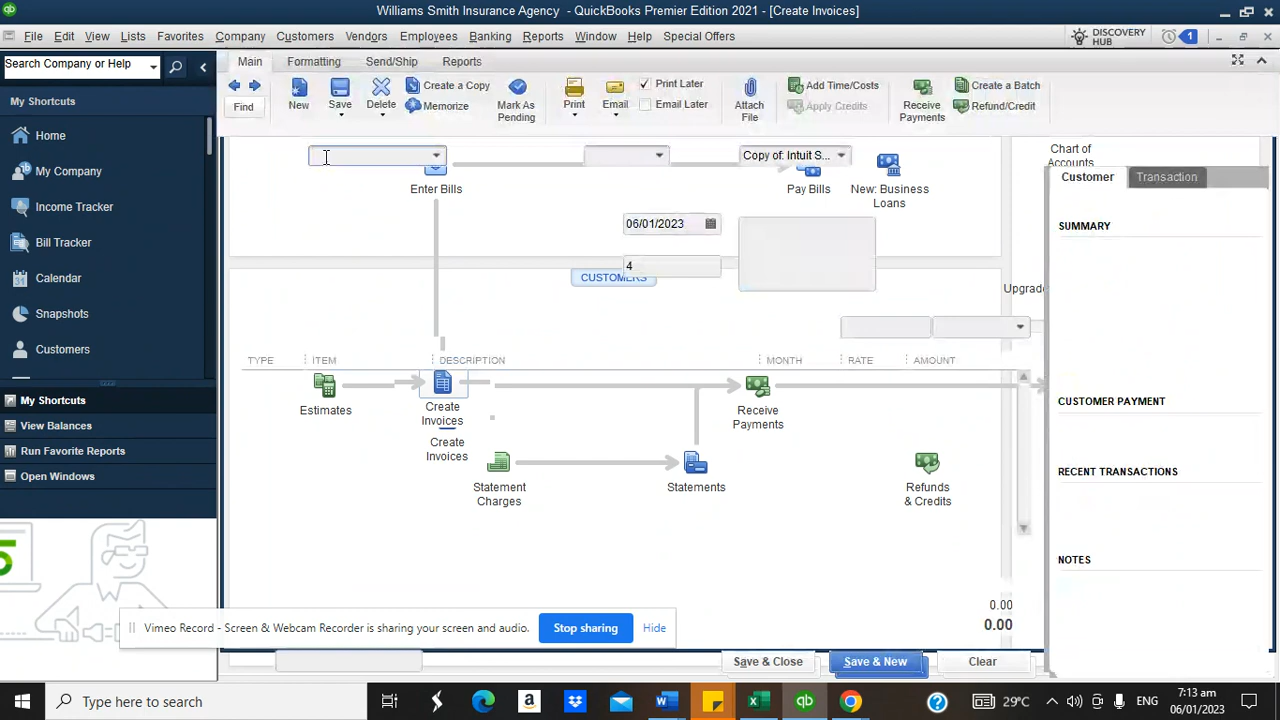 Williams Smith Insurance Agency - QuickBooks Premier Edition 2021 - [Create Invoices]
File Edit View Lists Favorites Company Customers Vendors Employees Banking Reports Window Help Special Offers
DISCOVERY HUB
1
Search Company or Help
Main Formatting Send/Ship Reports
Find
New
Save
Delete
Create a Copy
Memorize
Mark As
Pending
Print
Email
Print Later
Email Later
Attach
File
Add Time/Costs
Apply Credits
Receive
Payments
Create a Batch
Refund/Credit
My Shortcuts
Home
My Company
Income Tracker
Bill Tracker
Calendar
Snapshots
Customers
My Shortcuts
View Balances
Run Favorite Reports
Open Windows
Copy of: Intuit S...
Enter Bills
Pay Bills
New: Business
Loans
Chart of
Accounts
Customer Transaction
SUMMARY
06/01/2023
4
CUSTOMERS
Upgrade
TYPE ITEM DESCRIPTION MONTH RATE AMOUNT
Estimates
Create
Invoices
Create
Invoices
Receive
Payments
Statement
Charges
Statements
Refunds
& Credits
CUSTOMER PAYMENT
RECENT TRANSACTIONS
NOTES
0.00
0.00
Vimeo Record - Screen & Webcam Recorder is sharing your screen and audio. Stop sharing Hide
Save & Close Save & New Clear
Type here to search
29°C
ENG
7:13 am
06/01/2023